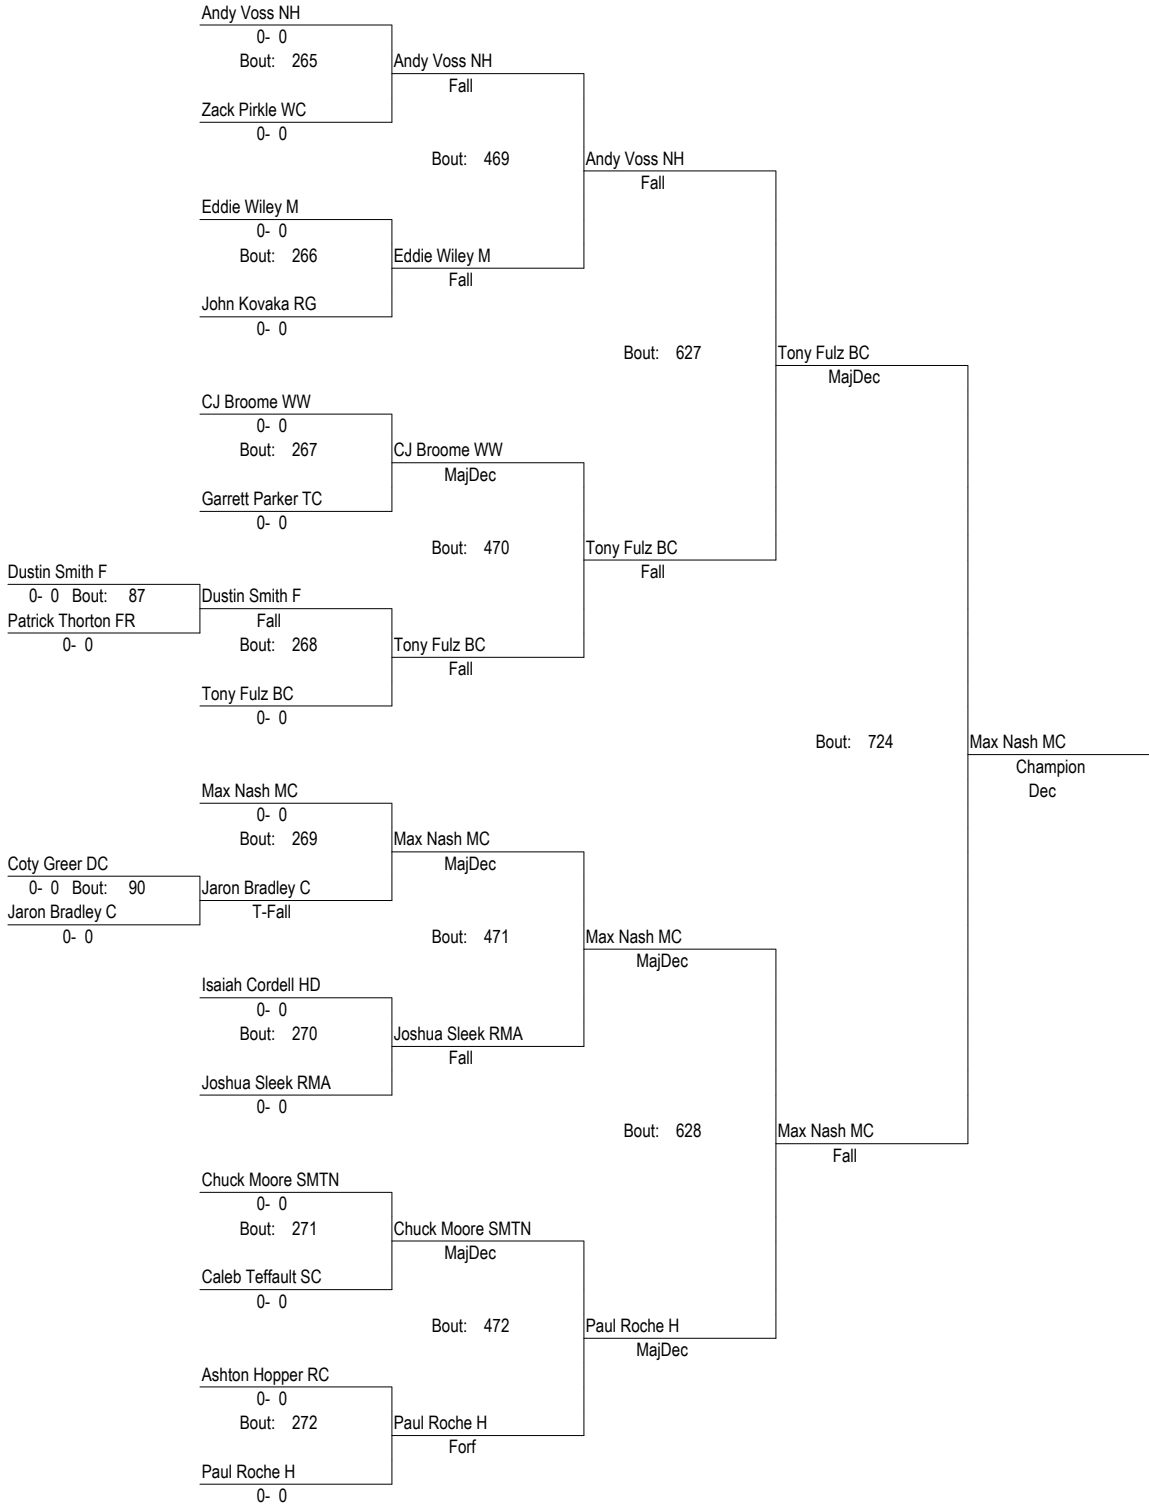 Andy Voss NH
0- 0
Bout: 265
Andy Voss NH
Fall
Zack Pirkle WC
0- 0
Bout: 469
Andy Voss NH
Fall
Eddie Wiley M
0- 0
Bout: 266
Eddie Wiley M
Fall
John Kovaka RG
0- 0
Bout: 627
Tony Fulz BC
MajDec
CJ Broome WW
0- 0
Bout: 267
CJ Broome WW
MajDec
Garrett Parker TC
0- 0
Bout: 470
Tony Fulz BC
Fall
Dustin Smith F
0- 0 Bout: 87
Dustin Smith F
Fall
Patrick Thorton FR
0- 0
Bout: 268
Tony Fulz BC
Fall
Tony Fulz BC
0- 0
Bout: 724
Max Nash MC
Champion
Dec
Max Nash MC
0- 0
Bout: 269
Max Nash MC
MajDec
Coty Greer DC
0- 0 Bout: 90
Jaron Bradley C
T-Fall
Jaron Bradley C
0- 0
Bout: 471
Max Nash MC
MajDec
Isaiah Cordell HD
0- 0
Bout: 270
Joshua Sleek RMA
Fall
Joshua Sleek RMA
0- 0
Bout: 628
Max Nash MC
Fall
Chuck Moore SMTN
0- 0
Bout: 271
Chuck Moore SMTN
MajDec
Caleb Teffault SC
0- 0
Bout: 472
Paul Roche H
MajDec
Ashton Hopper RC
0- 0
Bout: 272
Paul Roche H
Forf
Paul Roche H
0- 0